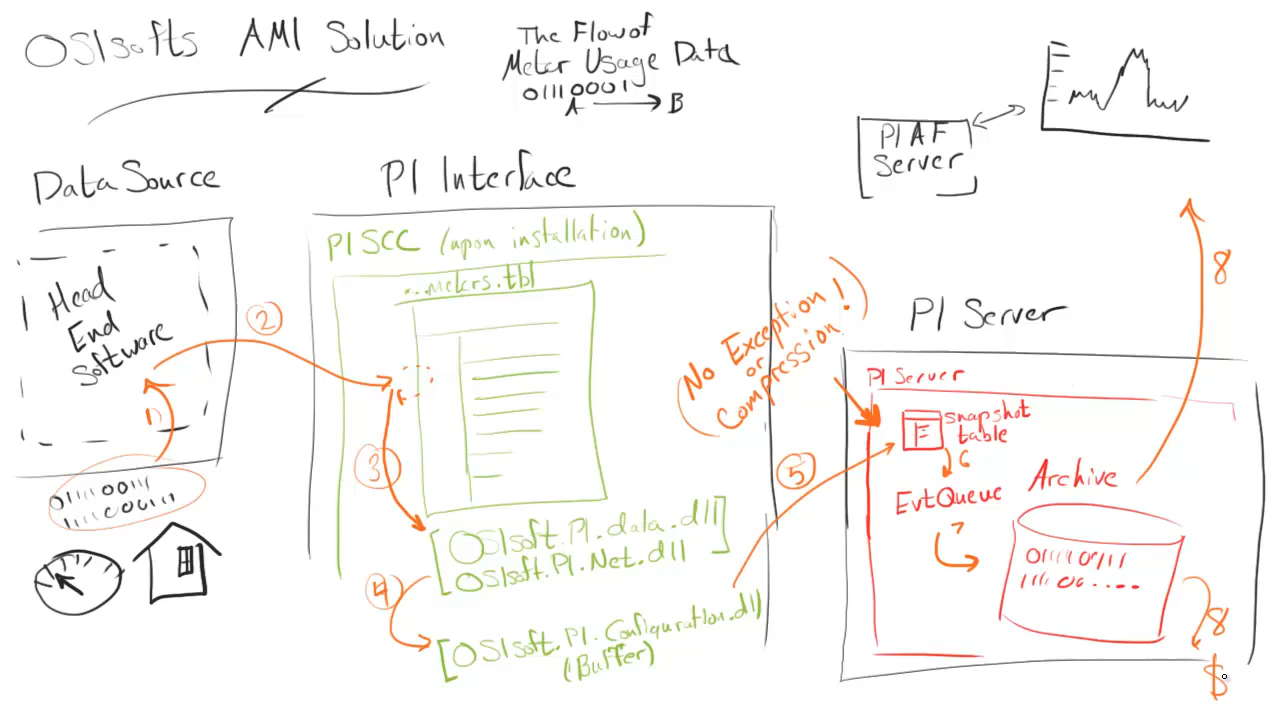 OSIsofts AMI Solution
The Flow of
Meter Usage Data
01110001
A → B
PI AF
Server
Data Source
Head
End
Software
1
0111100111
PI Interface
PI SCC (upon installation)
...meters.tbl
2
3
[OSIsoft.PI.data.dll]
OSIsoft.PI.Net.dll
4
[OSIsoft.PI.Configuration.dll
(Buffer)
(No Exception
or
Compression!)
5
PI Server
PI Server
snapshot
table
6
EvtQueue
7
Archive
8
8
$